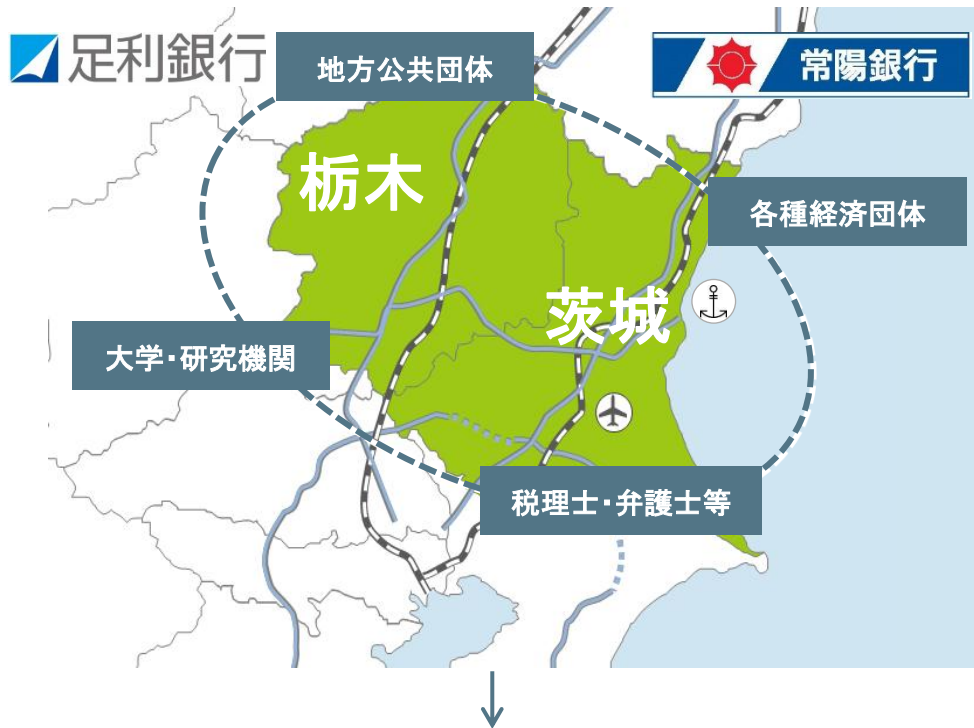 足利銀行
地方公共団体
常陽銀行
栃木
各種経済団体
茨城
大学・研究機関
税理士・弁護士等